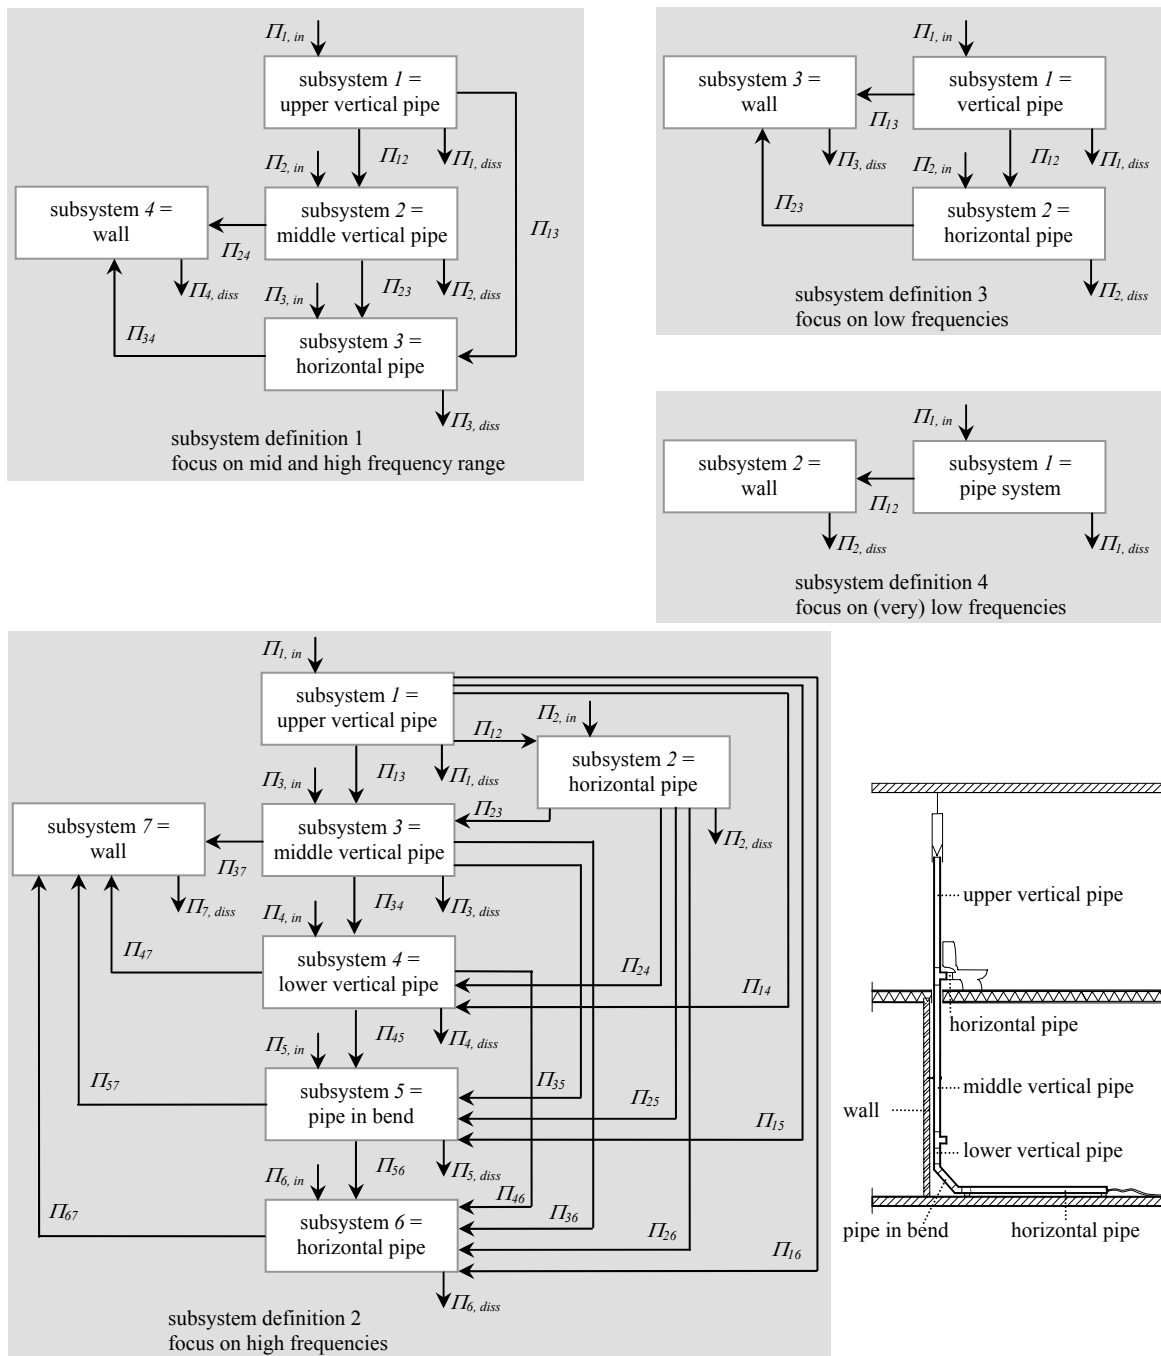 Π1, in
subsystem 1 =
upper vertical pipe
Π12
Π1, diss
Π2, in
subsystem 4 =
wall
subsystem 2 =
middle vertical pipe
Π13
Π24
Π4, diss
Π23
Π2, diss
Π3, in
Π34
subsystem 3 =
horizontal pipe
Π3, diss
subsystem definition 1
focus on mid and high frequency range
Π1, in
subsystem 3 =
wall
subsystem 1 =
vertical pipe
Π13
Π3, diss
Π12
Π1, diss
Π2, in
Π23
subsystem 2 =
horizontal pipe
Π2, diss
subsystem definition 3
focus on low frequencies
Π1, in
subsystem 2 =
wall
subsystem 1 =
pipe system
Π12
Π2, diss
Π1, diss
subsystem definition 4
focus on (very) low frequencies
Π1, in
subsystem 1 =
upper vertical pipe
Π12
Π2, in
Π13
Π1, diss
subsystem 2 =
horizontal pipe
Π3, in
Π23
Π2, diss
subsystem 7 =
wall
subsystem 3 =
middle vertical pipe
Π37
Π7, diss
Π34
Π3, diss
Π4, in
Π47
subsystem 4 =
lower vertical pipe
Π24
Π14
Π45
Π4, diss
Π5, in
Π57
subsystem 5 =
pipe in bend
Π35
Π25
Π15
Π56
Π5, diss
Π6, in
Π46
Π67
subsystem 6 =
horizontal pipe
Π36
Π26
Π16
Π6, diss
subsystem definition 2
focus on high frequencies
upper vertical pipe
horizontal pipe
middle vertical pipe
wall
lower vertical pipe
pipe in bend
horizontal pipe